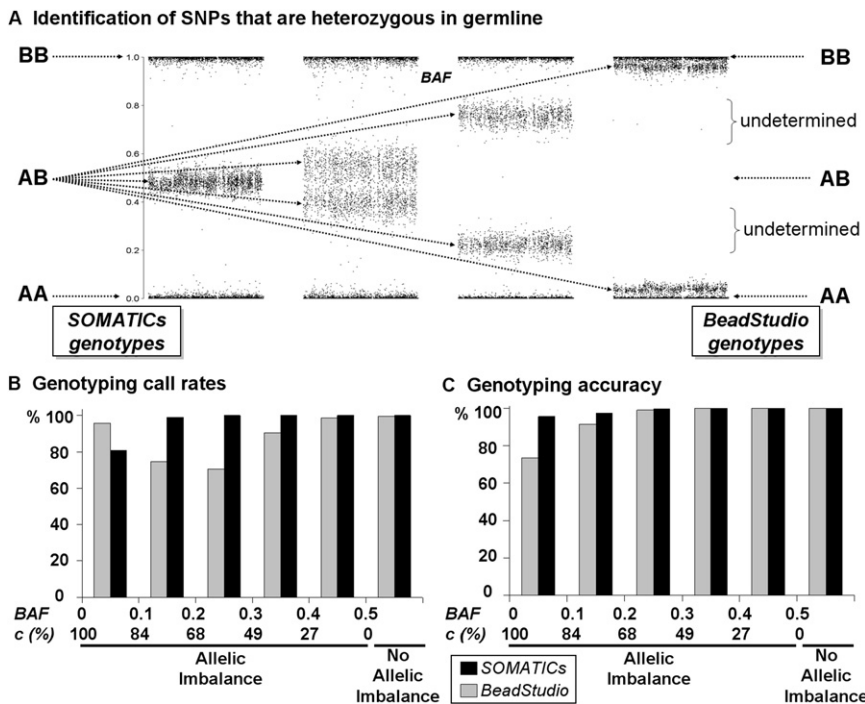 A Identification of SNPs that are heterozygous in germline
BB
1.0
BAF
BB
0.8
undetermined
0.6
AB
AB
0.4
undetermined
0.2
AA
0.0
AA
SOMATICs
genotypes
BeadStudio
genotypes
B Genotyping call rates
% 100
80
60
40
20
0
BAF 0 0.1 0.2 0.3 0.4 0.5
c (%) 100 84 68 49 27 0
Allelic
Imbalance
No
Allelic
Imbalance
C Genotyping accuracy
% 100
80
60
40
20
0
BAF 0 0.1 0.2 0.3 0.4 0.5
c (%) 100 84 68 49 27 0
Allelic
Imbalance
No
Allelic
Imbalance
SOMATICs
BeadStudio